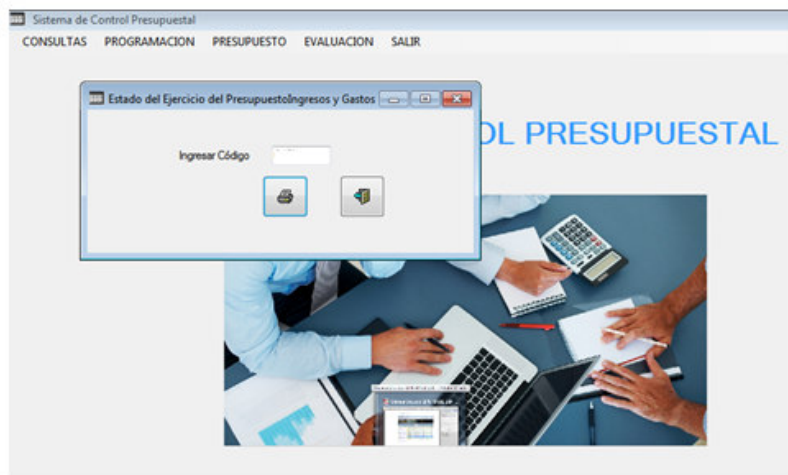 Sistema de Control Presupuestal
CONSULTAS PROGRAMACION PRESUPUESTO EVALUACION SALIR
Estado del Ejercicio del PresupuestoIngresos y Gastos
OL PRESUPUESTAL
Ingresar Código